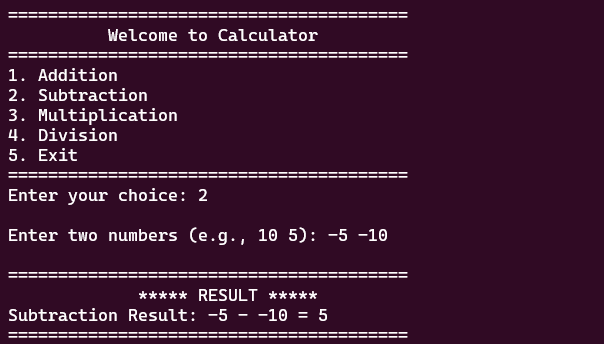 ========================================
Welcome to Calculator
========================================
1. Addition
2. Subtraction
3. Multiplication
4. Division
5. Exit
========================================
Enter your choice: 2
Enter two numbers (e.g., 10 5): -5 -10
========================================
***** RESULT *****
Subtraction Result: -5 - -10 = 5
========================================